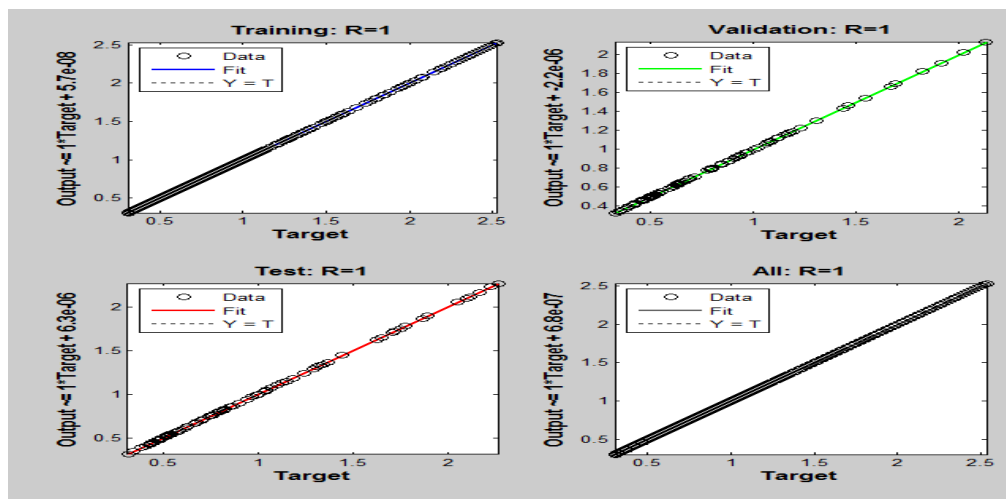 Training: R=1
Output ~= 1*Target + 5.7e-08
2.5
2
1.5
1
0.5
Data
Fit
Y = T
0.5
1
1.5
2
2.5
Target
Validation: R=1
Output ~= 1*Target + -2.2e-06
2
1.8
1.6
1.4
1.2
1
0.8
0.6
0.4
Data
Fit
Y = T
0.5
1
1.5
2
Target
Test: R=1
Output ~= 1*Target + 6.3e-06
2
1.5
1
0.5
Data
Fit
Y = T
0.5
1
1.5
2
Target
All: R=1
Output ~= 1*Target + 6.8e-07
2.5
2
1.5
1
0.5
Data
Fit
Y = T
0.5
1
1.5
2
2.5
Target